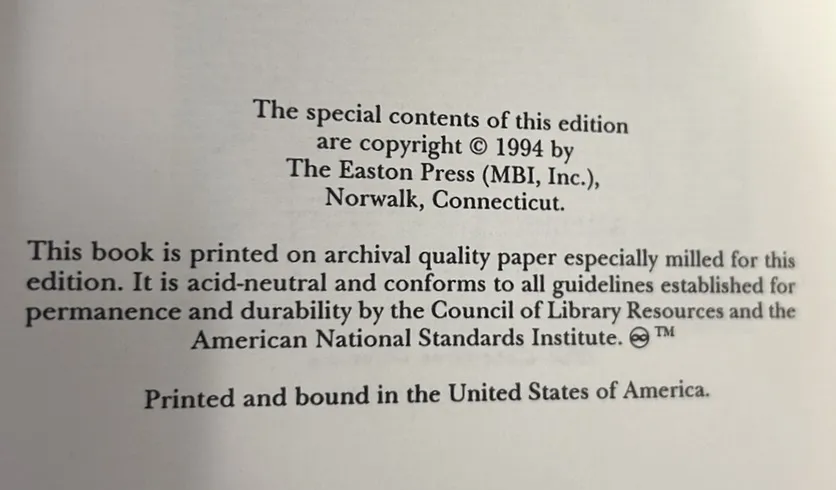 The special contents of this edition
are copyright © 1994 by
The Easton Press (MBI, Inc.),
Norwalk, Connecticut.
This book is printed on archival quality paper especially milled for this
edition. It is acid-neutral and conforms to all guidelines established for
permanence and durability by the Council of Library Resources and the
American National Standards Institute. ♾ ™
Printed and bound in the United States of America.